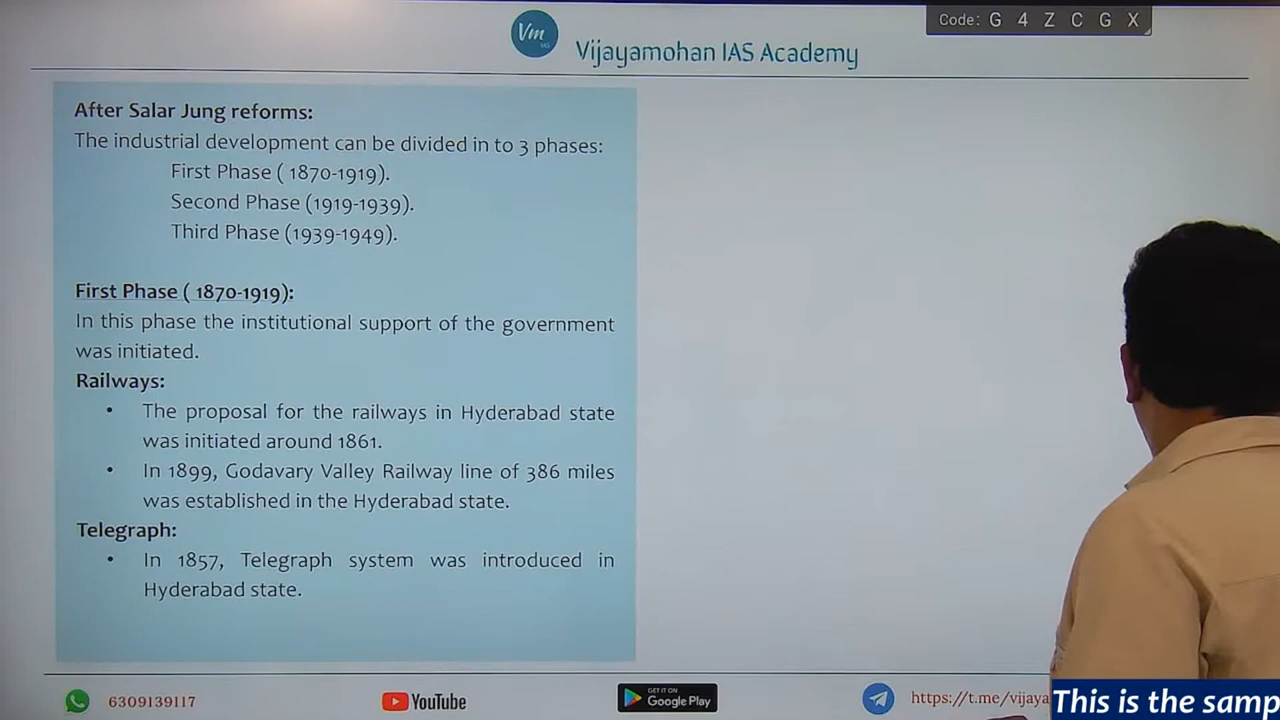 Code: G 4 Z C G X
Vm
IAS
Vijayamohan IAS Academy
After Salar Jung reforms:
The industrial development can be divided in to 3 phases:
First Phase ( 1870-1919).
Second Phase (1919-1939).
Third Phase (1939-1949).
First Phase ( 1870-1919):
In this phase the institutional support of the government
was initiated.
Railways:
• The proposal for the railways in Hyderabad state
was initiated around 1861.
• In 1899, Godavary Valley Railway line of 386 miles
was established in the Hyderabad state.
Telegraph:
• In 1857, Telegraph system was introduced in
Hyderabad state.
6309139117
YouTube
GET IT ON
Google Play
https://t.me/vijaya
This is the samp